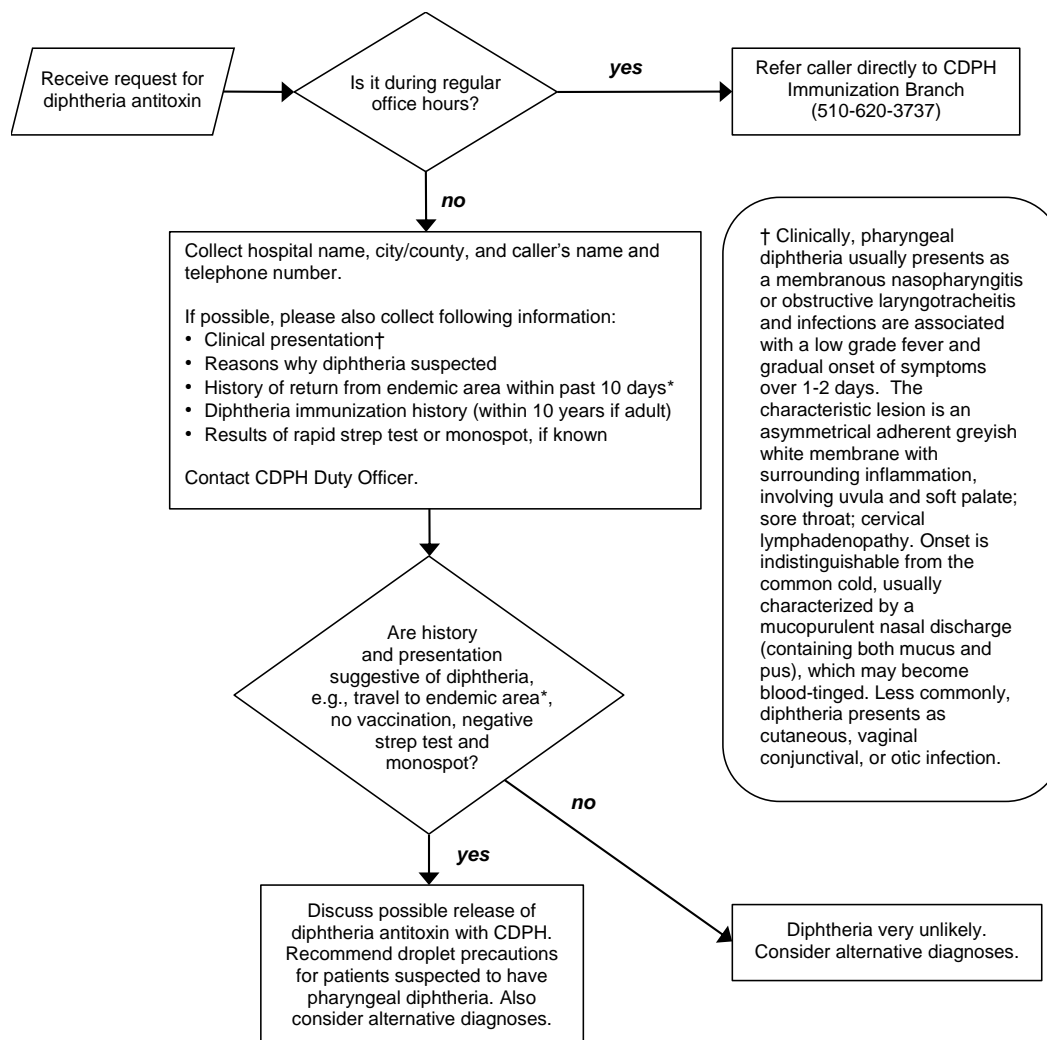 Receive request for
diphtheria antitoxin
Is it during regular
office hours?
yes
Refer caller directly to CDPH
Immunization Branch
(510-620-3737)
no
Collect hospital name, city/county, and caller's name and
telephone number.
If possible, please also collect following information:
• Clinical presentation†
• Reasons why diphtheria suspected
• History of return from endemic area within past 10 days*
• Diphtheria immunization history (within 10 years if adult)
• Results of rapid strep test or monospot, if known
Contact CDPH Duty Officer.
† Clinically, pharyngeal
diphtheria usually presents as
a membranous nasopharyngitis
or obstructive laryngotracheitis
and infections are associated
with a low grade fever and
gradual onset of symptoms
over 1-2 days.  The
characteristic lesion is an
asymmetrical adherent greyish
white membrane with
surrounding inflammation,
involving uvula and soft palate;
sore throat; cervical
lymphadenopathy. Onset is
indistinguishable from the
common cold, usually
characterized by a
mucopurulent nasal discharge
(containing both mucus and
pus), which may become
blood-tinged. Less commonly,
diphtheria presents as
cutaneous, vaginal
conjunctival, or otic infection.
Are history
and presentation
suggestive of diphtheria,
e.g., travel to endemic area*,
no vaccination, negative
strep test and
monospot?
no
yes
Discuss possible release of
diphtheria antitoxin with CDPH.
Recommend droplet precautions
for patients suspected to have
pharyngeal diphtheria. Also
consider alternative diagnoses.
Diphtheria very unlikely.
Consider alternative diagnoses.